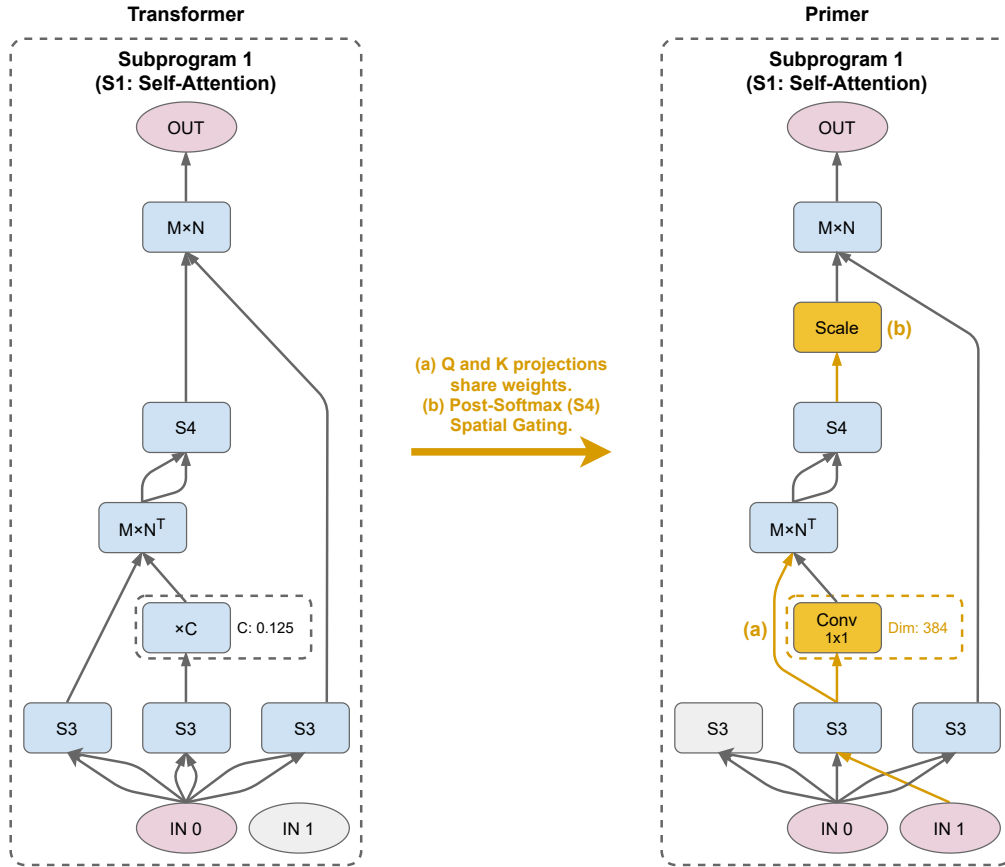 Transformer
Subprogram 1
(S1: Self-Attention)
OUT
M×N
S4
M×N^T
×C
C: 0.125
S3
S3
S3
IN 0
IN 1
(a) Q and K projections
share weights.
(b) Post-Softmax (S4)
Spatial Gating.
Primer
Subprogram 1
(S1: Self-Attention)
OUT
M×N
Scale
(b)
S4
M×N^T
(a)
Conv
1x1
Dim: 384
S3
S3
S3
IN 0
IN 1